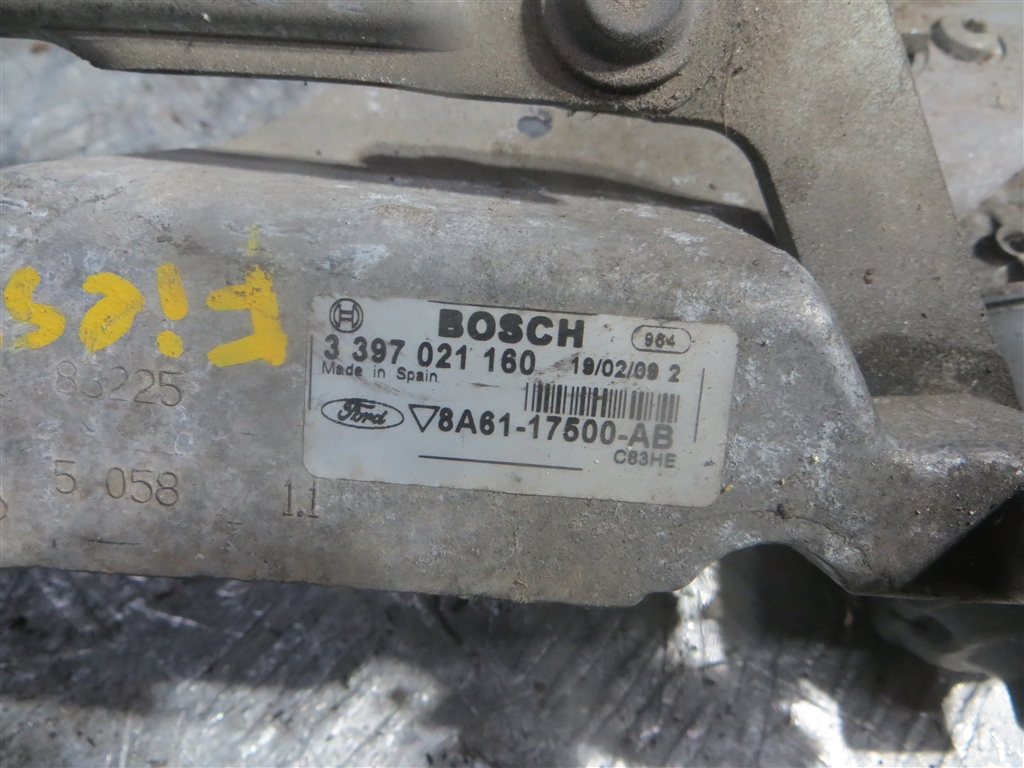 Fies
83225
5 058
1.1
BOSCH
984
3 397 021 160
19/02/09 2
Made in Spain
Ford
8A61-17500-AB
C83HE